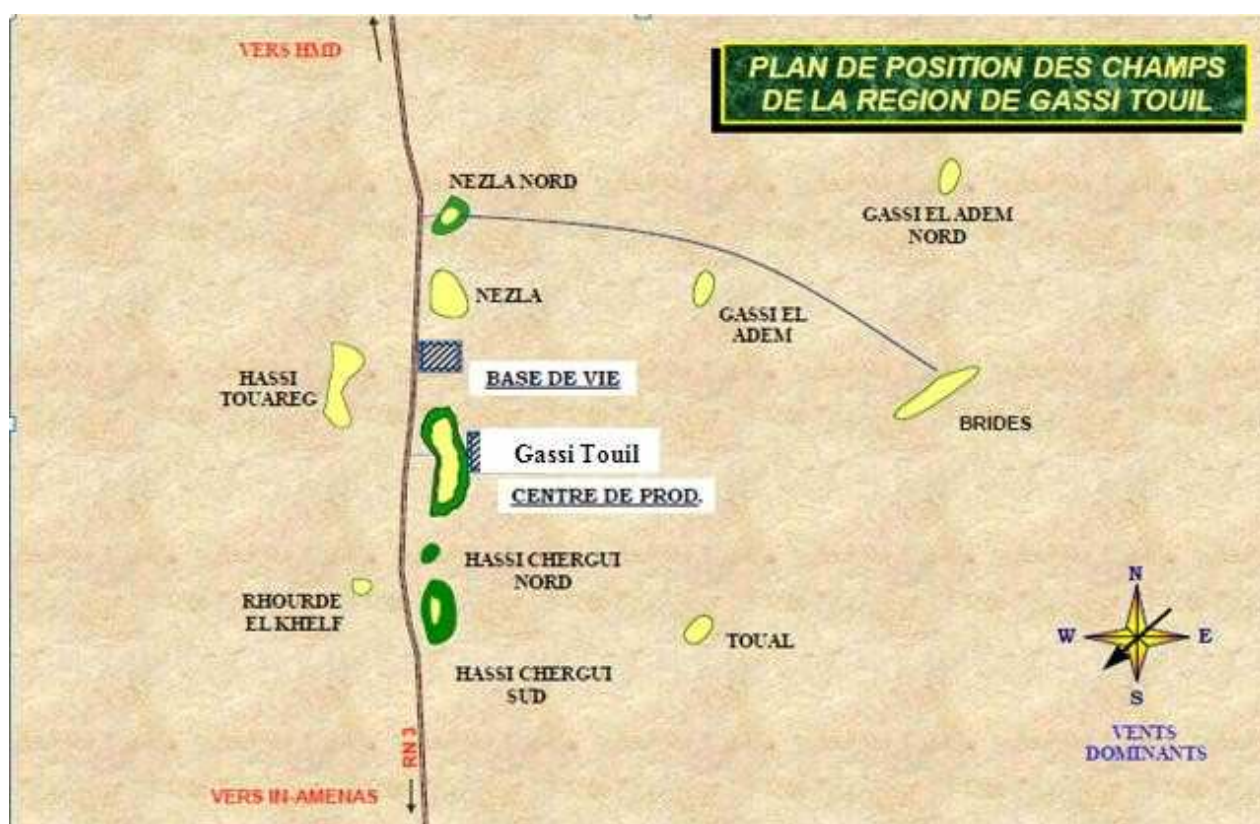 VERS HMD
PLAN DE POSITION DES CHAMPS
DE LA REGION DE GASSI TOUIL
NEZLA NORD
GASSI EL ADEM
NORD
NEZLA
GASSI EL
ADEM
HASSI
TOUAREG
BASE DE VIE
BRIDES
Gassi Touil
CENTRE DE PROD.
HASSI CHERGUI
NORD
RHOURDE
EL KHELF
TOUAL
HASSI CHERGUI
SUD
N
W
E
S
VENTS
DOMINANTS
RN 3
VERS IN-AMENAS